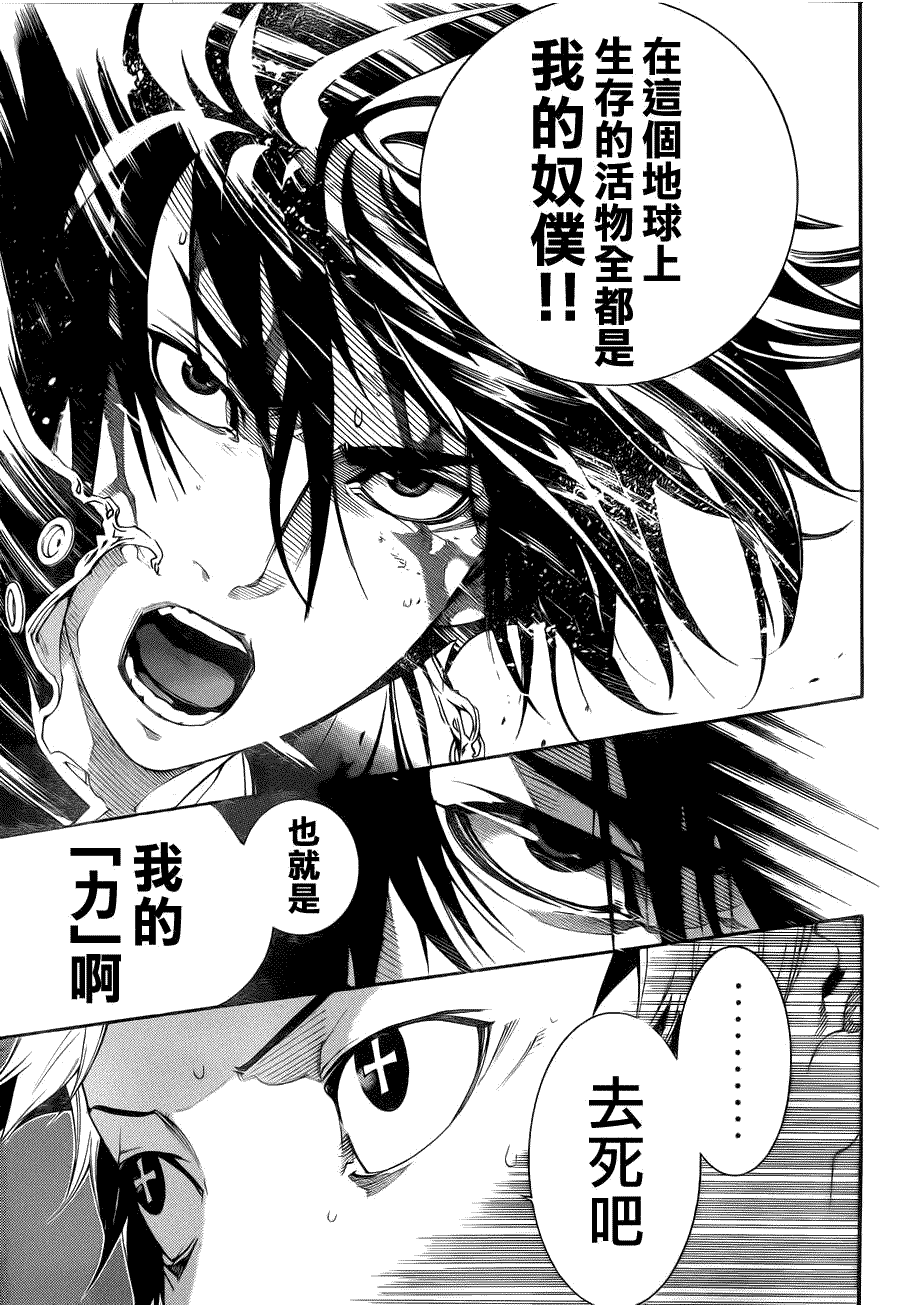 在這個地球上
生存的活物全都是
我的奴僕!!
也就是
我的
「力」啊
………
去死吧